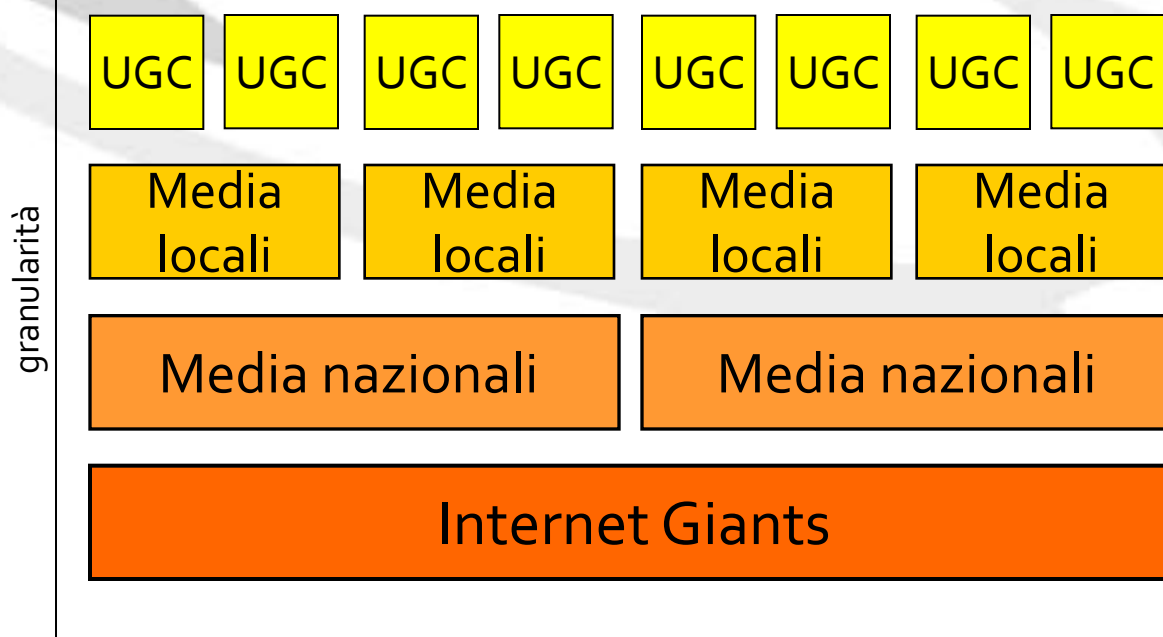 UGC UGC UGC UGC UGC UGC UGC UGC
Media
locali
Media
locali
Media
locali
Media
locali
granularità
Media nazionali
Media nazionali
Internet Giants